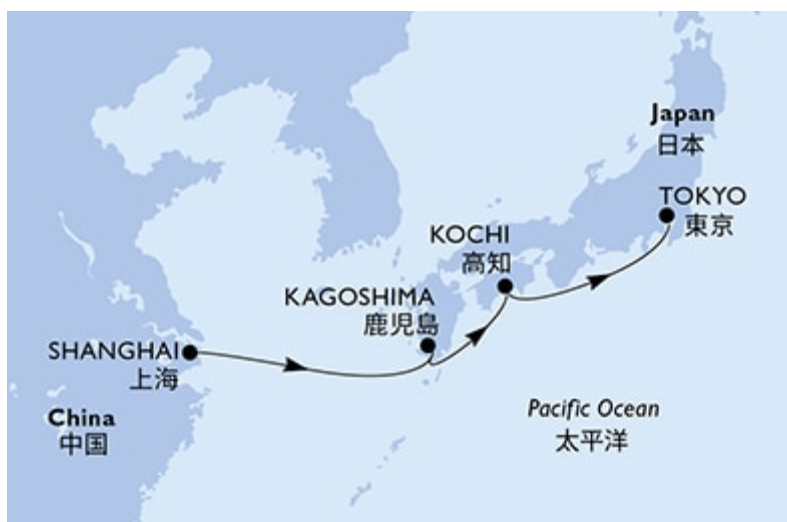 Japan
日本
TOKYO
東京
KOCHI
高知
KAGOSHIMA
鹿児島
SHANGHAI
上海
China
中国
Pacific Ocean
太平洋